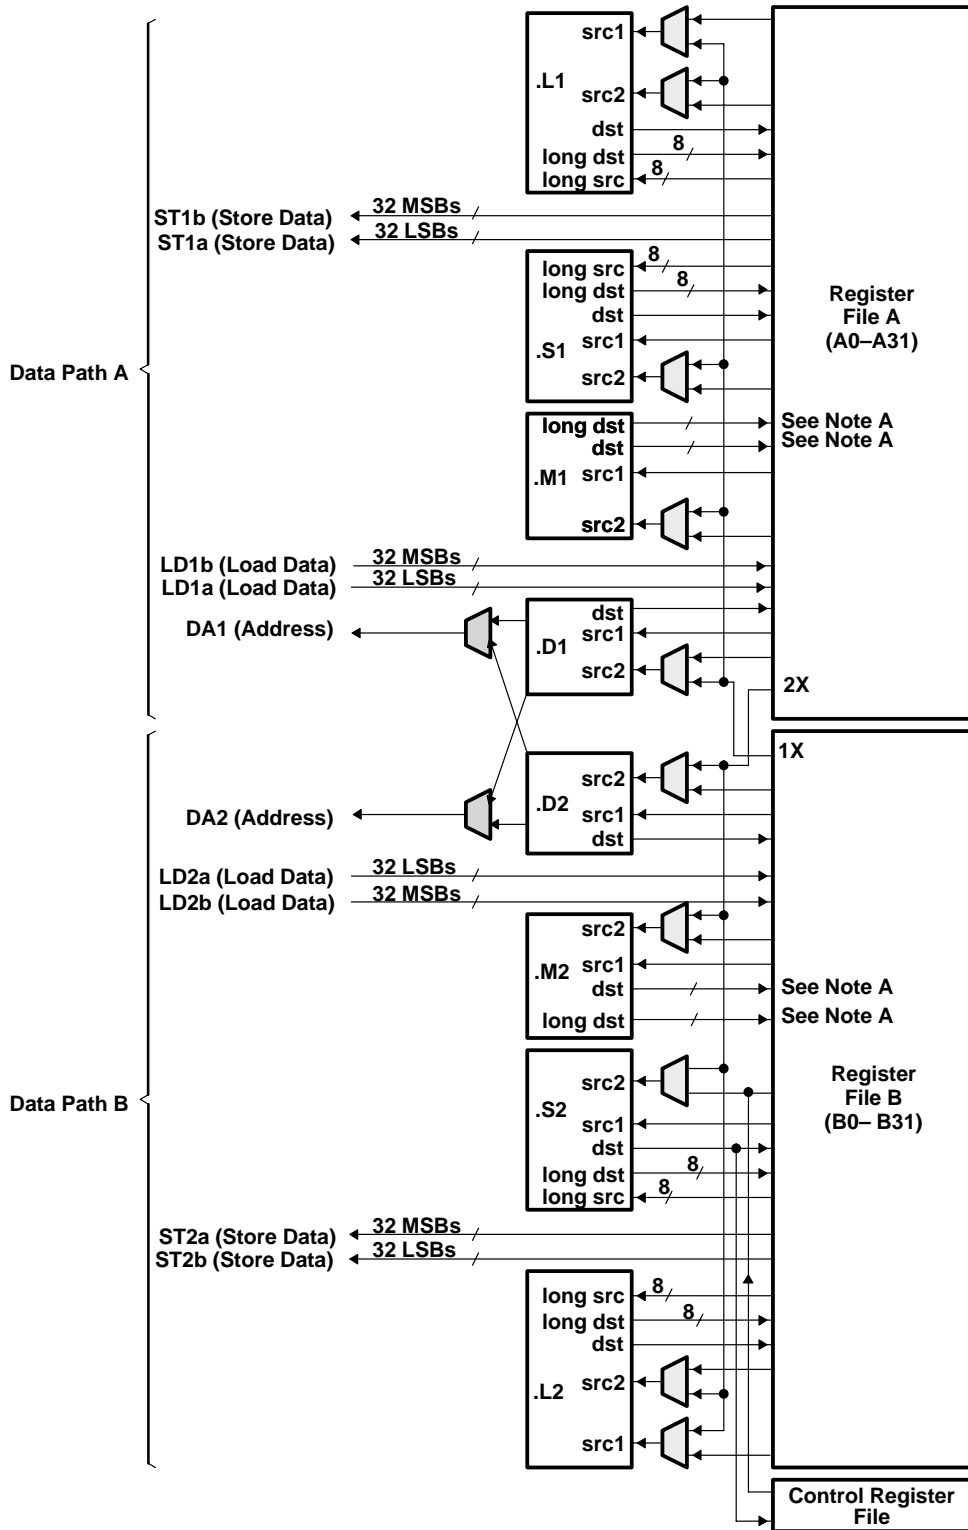 src1
.L1
src2
dst
long dst
8
long src
8
ST1b (Store Data)
32 MSBs
ST1a (Store Data)
32 LSBs
long src
8
long dst
8
dst
.S1
src1
src2
Register
File A
(A0–A31)
Data Path A
long dst
See Note A
dst
See Note A
.M1
src1
src2
LD1b (Load Data)
32 MSBs
LD1a (Load Data)
32 LSBs
DA1 (Address)
dst
.D1
src1
src2
2X
1X
DA2 (Address)
.D2
src2
src1
dst
LD2a (Load Data)
32 LSBs
LD2b (Load Data)
32 MSBs
src2
.M2
src1
dst
See Note A
long dst
See Note A
Register
File B
(B0– B31)
Data Path B
src2
.S2
src1
dst
long dst
8
long src
8
ST2a (Store Data)
32 MSBs
ST2b (Store Data)
32 LSBs
long src
8
long dst
8
dst
.L2
src2
src1
Control Register
File